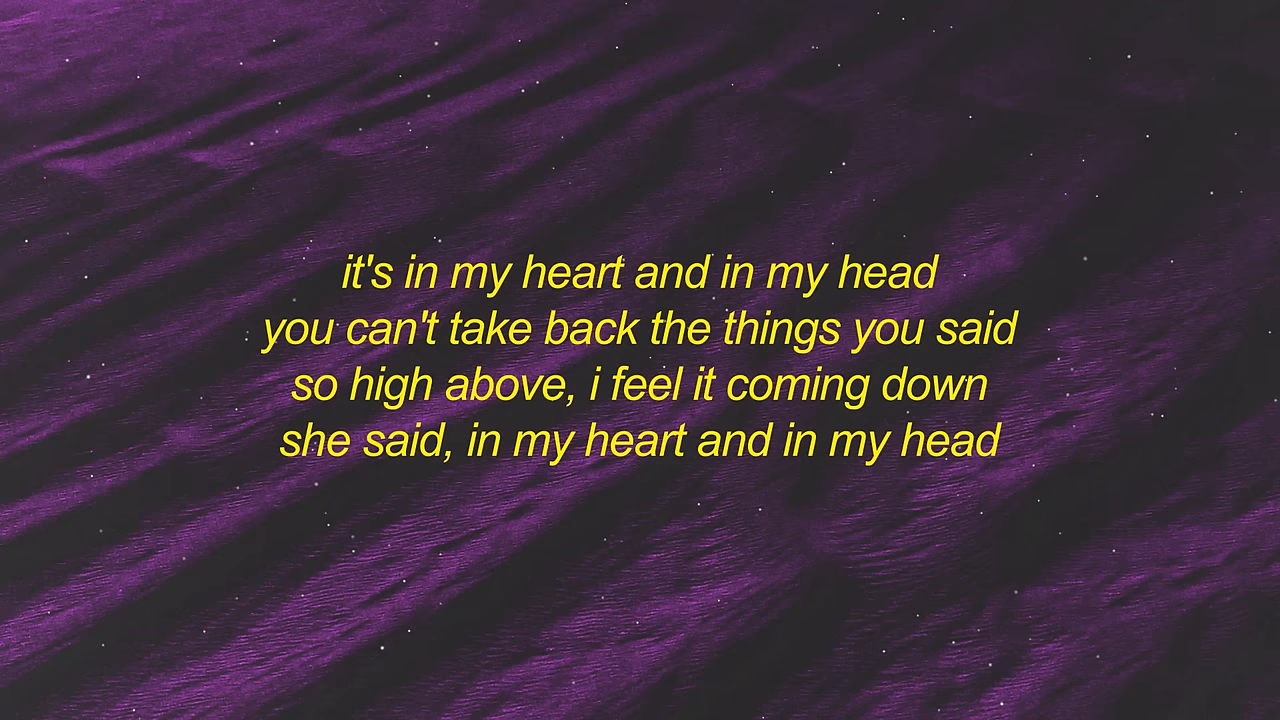 it's in my heart and in my head
you can't take back the things you said
so high above, i feel it coming down
she said, in my heart and in my head